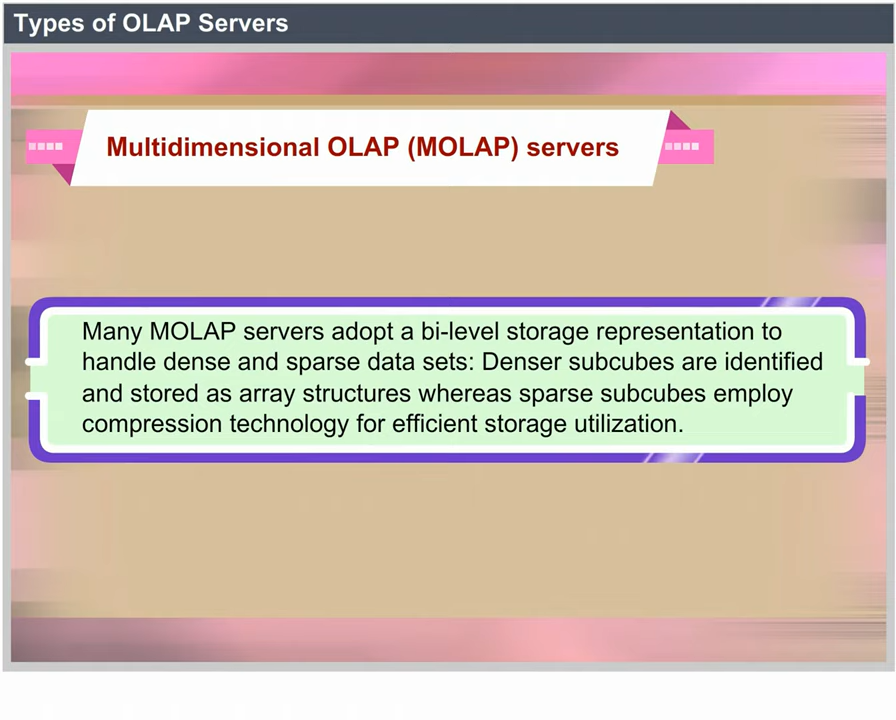 Types of OLAP Servers
Multidimensional OLAP (MOLAP) servers
Many MOLAP servers adopt a bi-level storage representation to
handle dense and sparse data sets: Denser subcubes are identified
and stored as array structures whereas sparse subcubes employ
compression technology for efficient storage utilization.